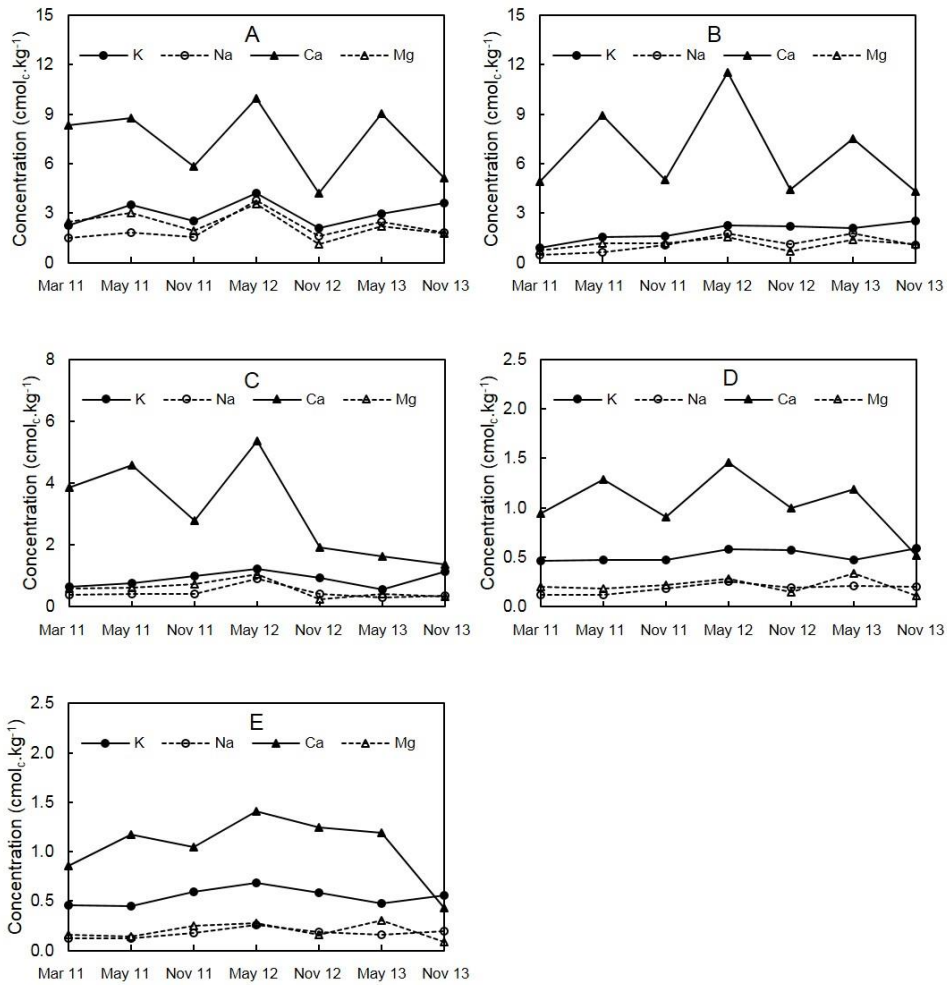 A
K Na Ca Mg
Concentration (cmolc.kg-1)
15
12
9
6
3
0
Mar 11 May 11 Nov 11 May 12 Nov 12 May 13 Nov 13
B
K Na Ca Mg
Concentration (cmolc.kg-1)
15
12
9
6
3
0
Mar 11 May 11 Nov 11 May 12 Nov 12 May 13 Nov 13
C
K Na Ca Mg
Concentration (cmolc.kg-1)
8
6
4
2
0
Mar 11 May 11 Nov 11 May 12 Nov 12 May 13 Nov 13
D
K Na Ca Mg
Concentration (cmolc.kg-1)
2.5
2.0
1.5
1.0
0.5
0.0
Mar 11 May 11 Nov 11 May 12 Nov 12 May 13 Nov 13
E
K Na Ca Mg
Concentration (cmolc.kg-1)
2.5
2.0
1.5
1.0
0.5
0.0
Mar 11 May 11 Nov 11 May 12 Nov 12 May 13 Nov 13